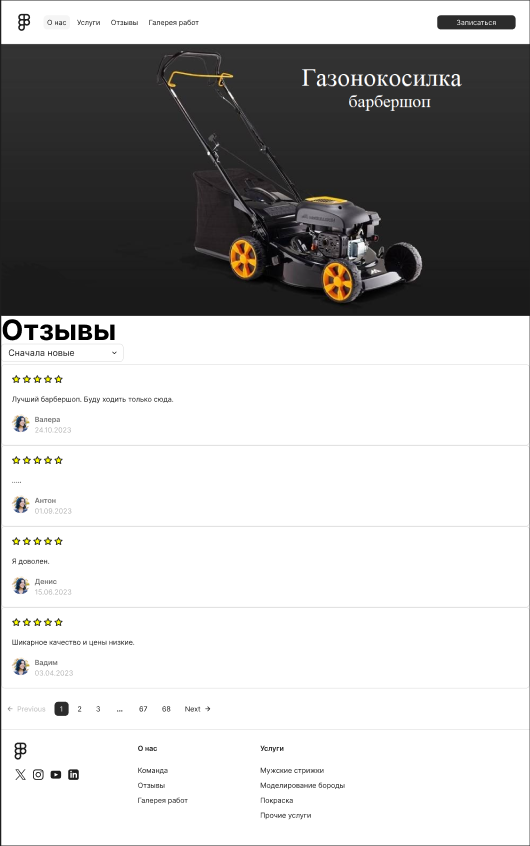 О нас Услуги Отзывы Галерея работ Записаться
Газонокосилка
барбершоп
Отзывы
Сначала новые
Лучший барбершоп. Буду ходить только сюда.
Валера
24.10.2023
.....
Антон
01.09.2023
Я доволен.
Денис
15.06.2023
Шикарное качество и цены низкие.
Вадим
03.04.2023
← Previous 1 2 3 ... 67 68 Next →
О нас
Команда
Отзывы
Галерея работ
Услуги
Мужские стрижки
Моделирование бороды
Покраска
Прочие услуги